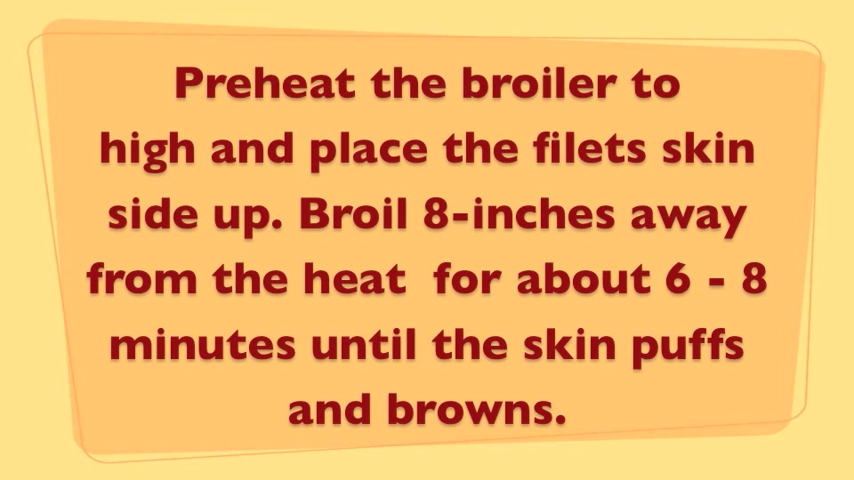 Preheat the broiler to
high and place the filets skin
side up. Broil 8-inches away
from the heat  for about 6 - 8
minutes until the skin puffs
and browns.